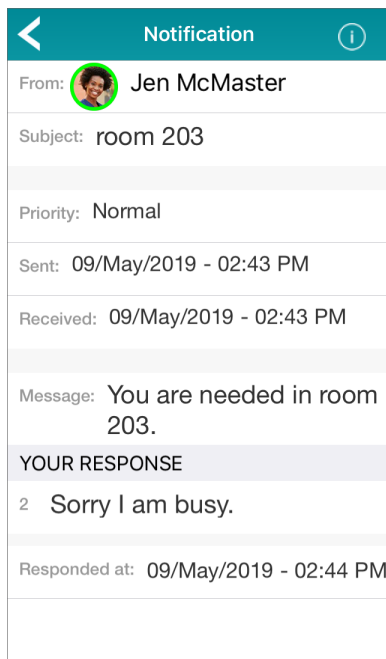 Notification
From: Jen McMaster
Subject: room 203
Priority: Normal
Sent: 09/May/2019 - 02:43 PM
Received: 09/May/2019 - 02:43 PM
Message: You are needed in room
203.
YOUR RESPONSE
2 Sorry I am busy.
Responded at: 09/May/2019 - 02:44 PM